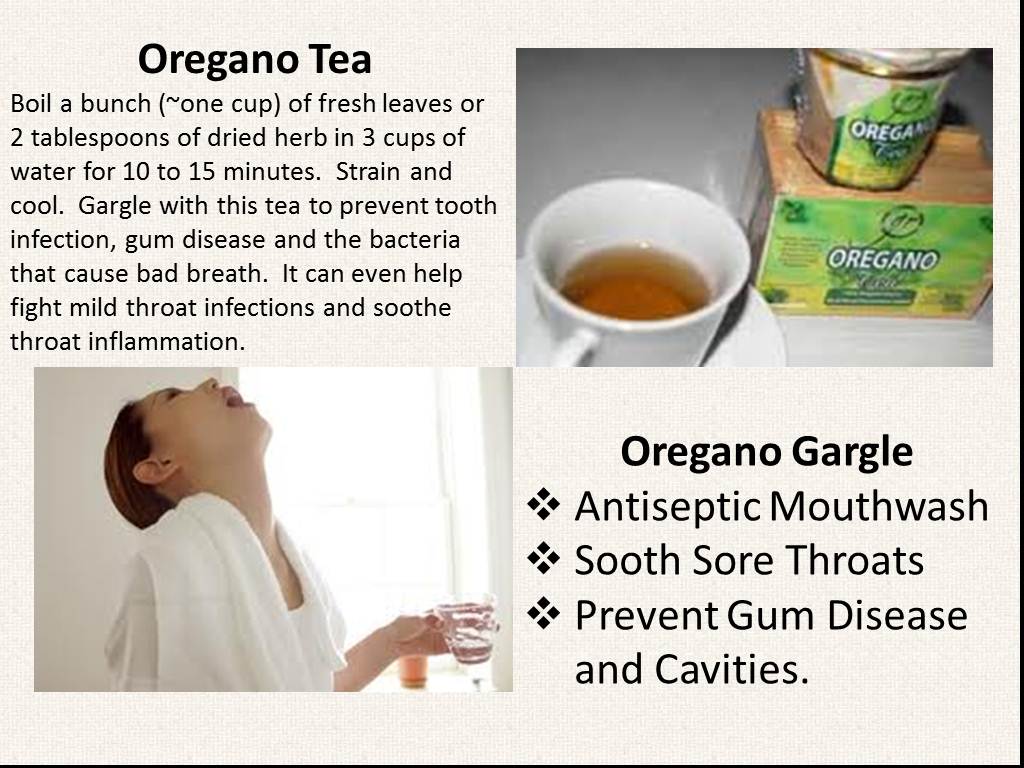 Oregano Tea
Boil a bunch (~one cup) of fresh leaves or
2 tablespoons of dried herb in 3 cups of
water for 10 to 15 minutes.  Strain and
cool.  Gargle with this tea to prevent tooth
infection, gum disease and the bacteria
that cause bad breath.  It can even help
fight mild throat infections and soothe
throat inflammation.
OREGANO
OREGANO
Oregano Gargle
❖ Antiseptic Mouthwash
❖ Sooth Sore Throats
❖ Prevent Gum Disease
and Cavities.